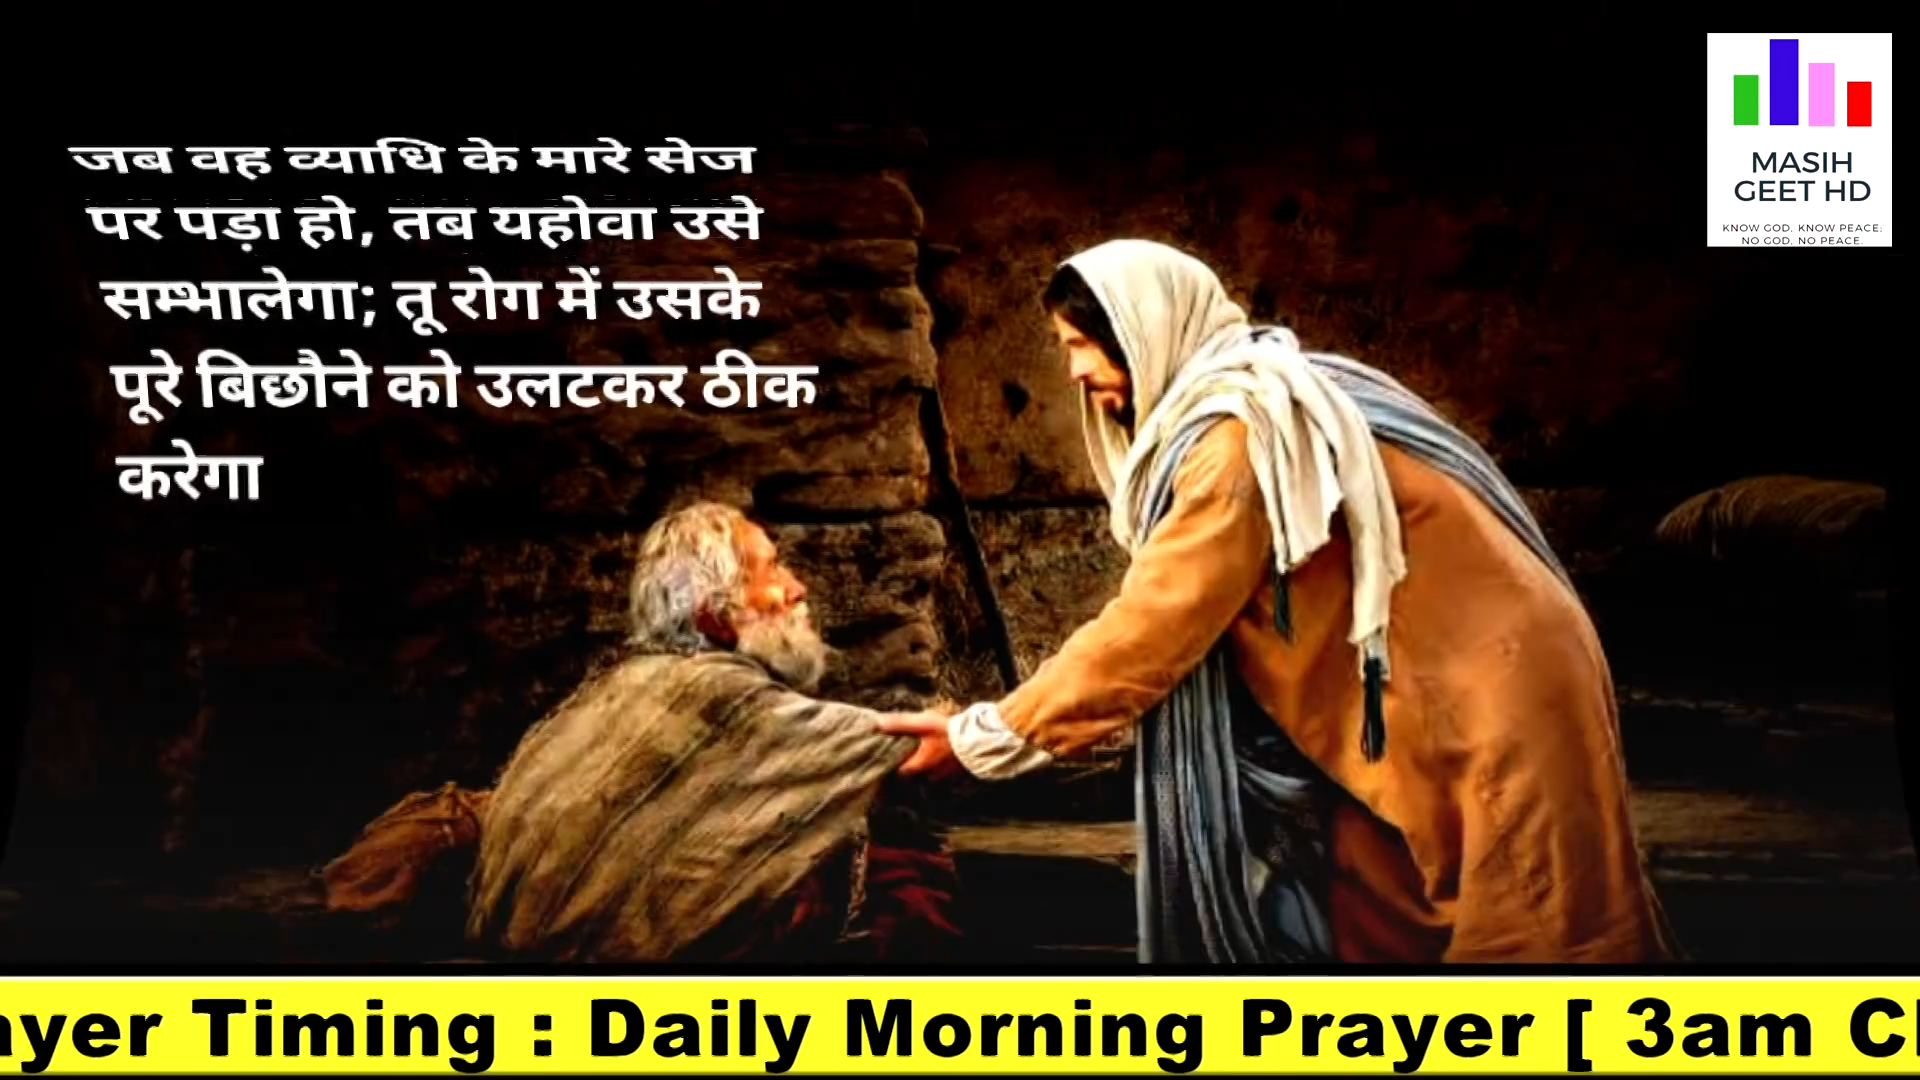 जब वह व्याधि के मारे सेज
पर पड़ा हो, तब यहोवा उसे
सम्भालेगा; तू रोग में उसके
पूरे बिछौने को उलटकर ठीक
करेगा
MASIH
GEET HD
KNOW GOD, KNOW PEACE;
NO GOD, NO PEACE.
ayer Timing : Daily Morning Prayer [ 3am